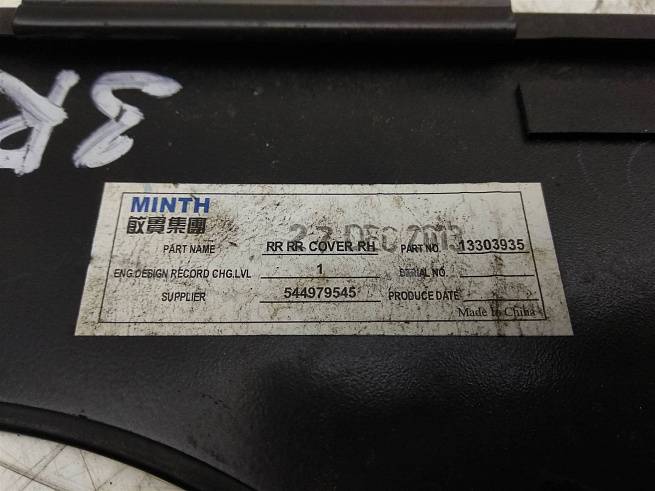 3R
MINTH
敏實集團
22 DEC 2013
PART NAME RR RR COVER RH PART NO 13303935
ENG.DESIGN RECORD CHG.LVL 1 SERIAL NO.
SUPPLIER 544979545 PRODUCE DATE
Made In China